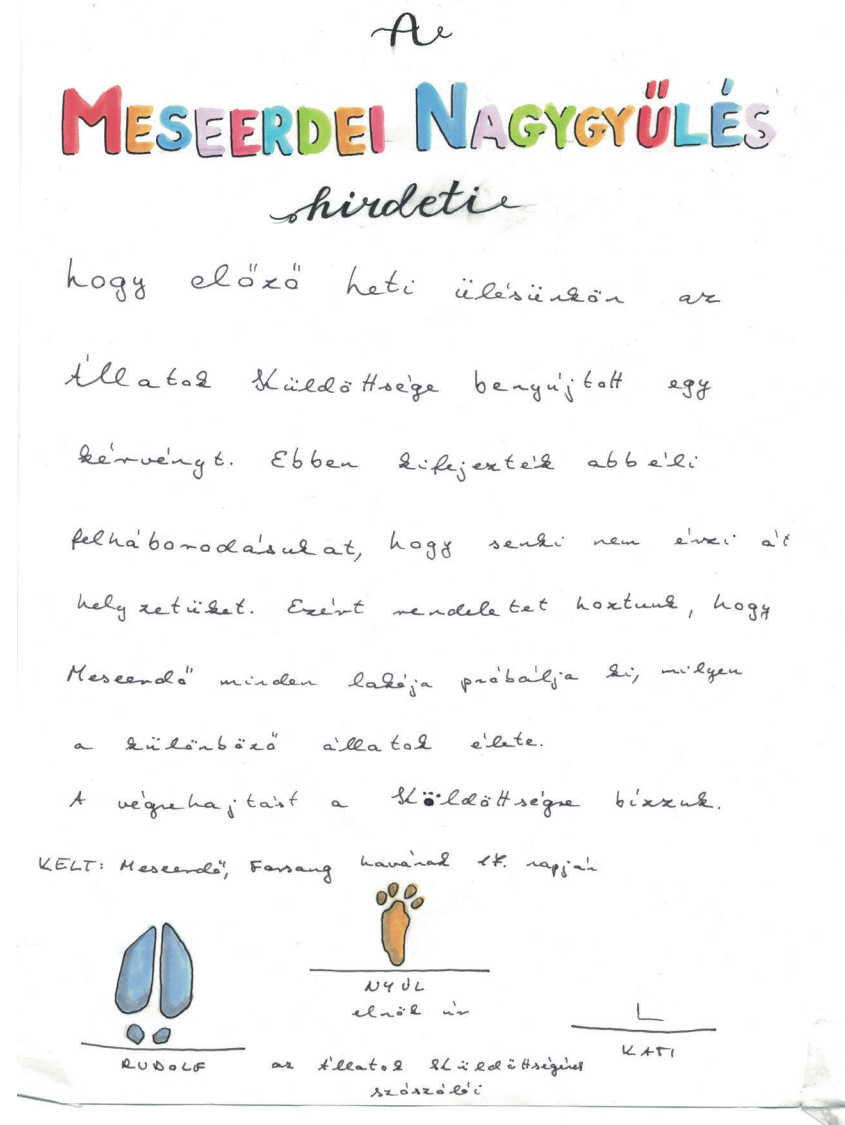 A
MESEERDEI NAGYGYŰLÉS
hirdeti
hogy előző heti ülésünkön az
Állatok Küldöttsége benyújtott egy
kérvényt. Ebben kifejezték abbéli
felháborodásukat, hogy senki nem érzi át
helyzetüket. Ezért rendeletet hoztunk, hogy
Meseerdő minden lakója próbálja ki, milyen
a különböző állatok élete.
A végrehajtást a Köldöttségre bízzuk.
KELT: Meseerdő, Farsang havának 17. napján
NYÚL
elnök úr
L
KATI
RUDOLF az Állatok Küldöttségének
szószólói